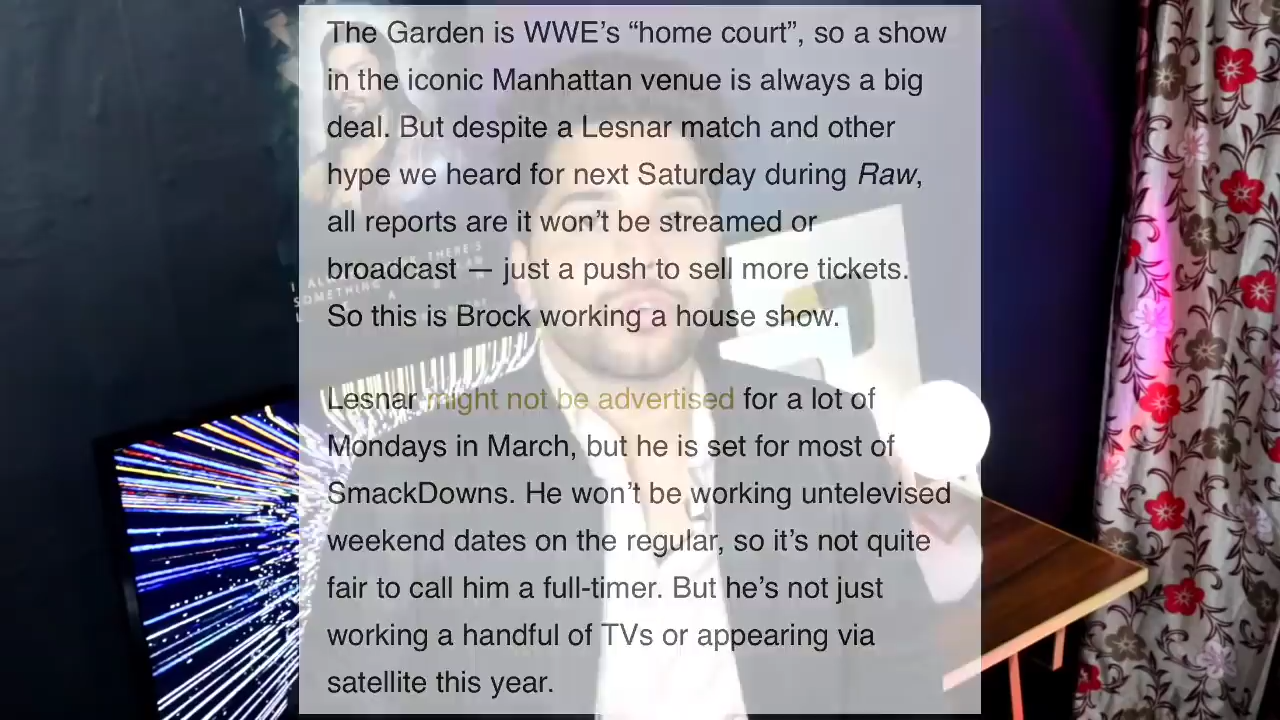 The Garden is WWE’s “home court”, so a show
in the iconic Manhattan venue is always a big
deal. But despite a Lesnar match and other
hype we heard for next Saturday during Raw,
all reports are it won’t be streamed or
broadcast — just a push to sell more tickets.
So this is Brock working a house show.
Lesnar might not be advertised for a lot of
Mondays in March, but he is set for most of
SmackDowns. He won’t be working untelevised
weekend dates on the regular, so it’s not quite
fair to call him a full-timer. But he’s not just
working a handful of TVs or appearing via
satellite this year.
THERE'S
SOMETHING A